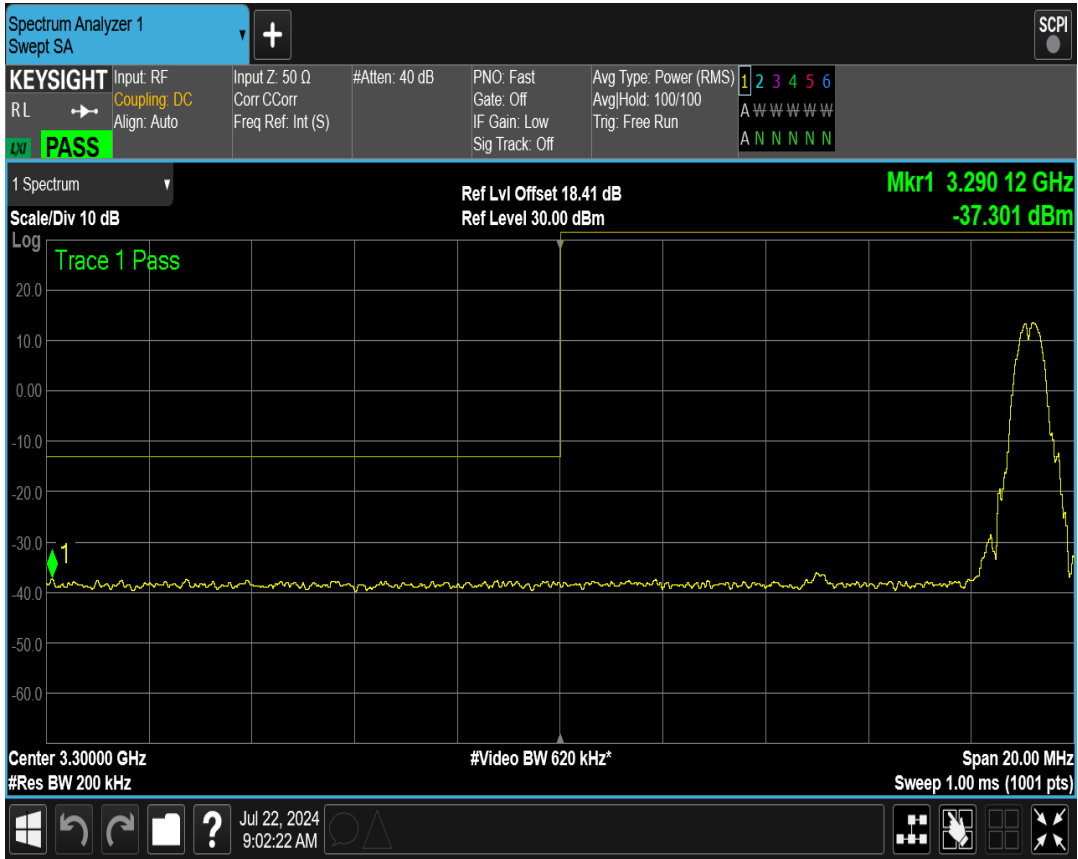 Spectrum Analyzer 1
Swept SA
+
SCPI
KEYSIGHT
R L
LXI PASS
Input: RF
Coupling: DC
Align: Auto
Input Z: 50 Ω
Corr CCorr
Freq Ref: Int (S)
#Atten: 40 dB
PNO: Fast
Gate: Off
IF Gain: Low
Sig Track: Off
Avg Type: Power (RMS)
Avg|Hold: 100/100
Trig: Free Run
1 2 3 4 5 6
A W W W W W
A N N N N N
1 Spectrum
Scale/Div 10 dB
Ref Lvl Offset 18.41 dB
Ref Level 30.00 dBm
Mkr1 3.290 12 GHz
-37.301 dBm
Log
Trace 1 Pass
20.0
10.0
0.00
-10.0
-20.0
-30.0
1
-40.0
-50.0
-60.0
Center 3.30000 GHz
#Res BW 200 kHz
#Video BW 620 kHz*
Span 20.00 MHz
Sweep 1.00 ms (1001 pts)
?
Jul 22, 2024
9:02:22 AM